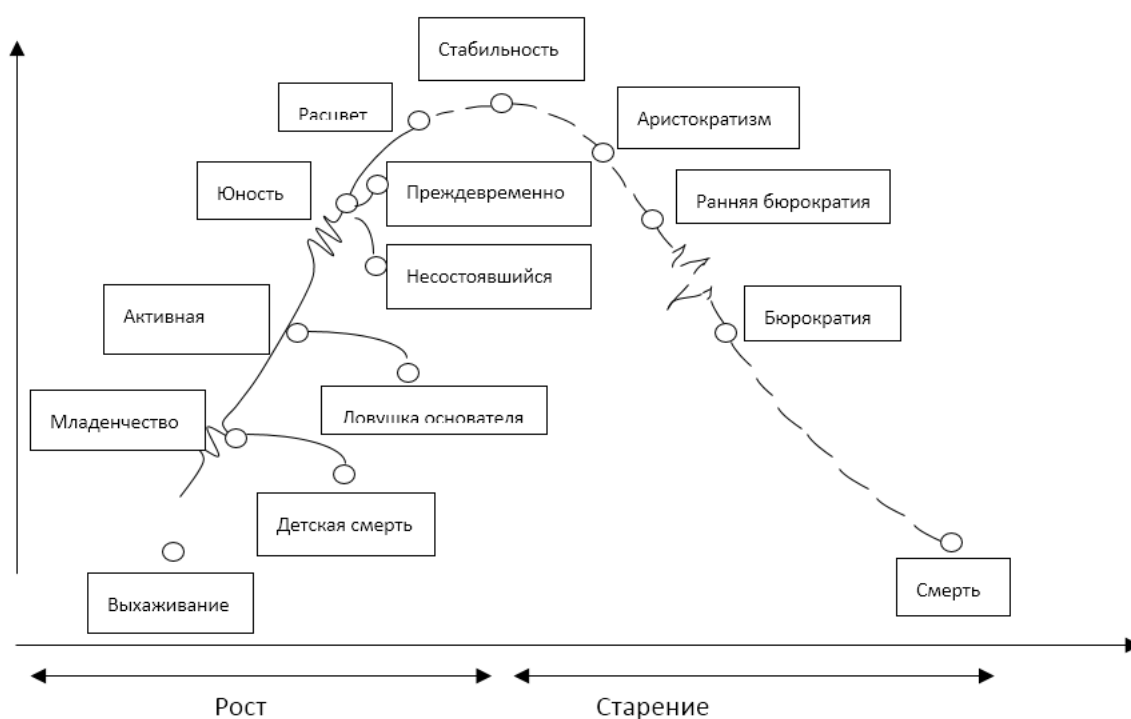 Стабильность
Расцвет
Аристократизм
Юность
Преждевременно
Ранняя бюрократия
Несостоявшийся
Активная
Бюрократия
Младенчество
Ловушка основателя
Детская смерть
Выхаживание
Смерть
Рост
Старение